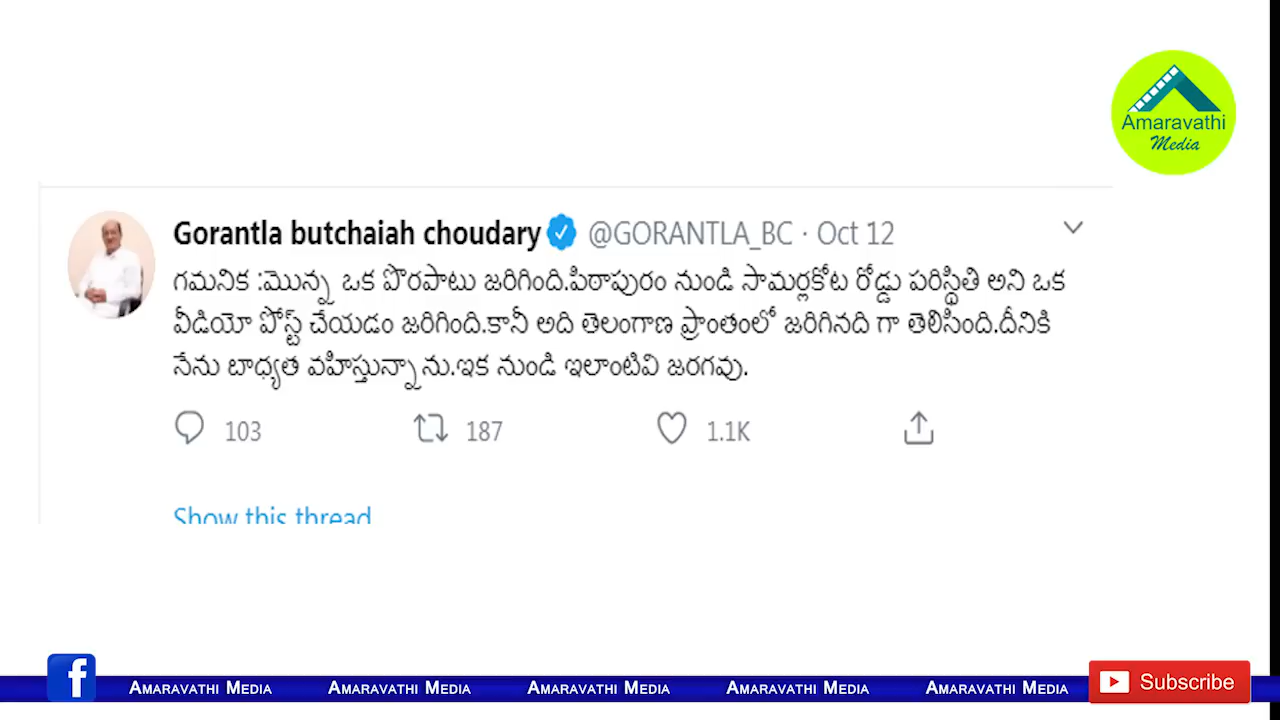 Amaravathi
Media
Gorantla butchaiah choudary @GORANTLA_BC · Oct 12
గమనిక :మొన్న ఒక పొరపాటు జరిగింది.పిఠాపురం నుండి సామర్లకోట రోడ్డు పరిస్థితి అని ఒక
వీడియో పోస్ట్ చేయడం జరిగింది.కానీ అది తెలంగాణ ప్రాంతంలో జరిగినది గా తెలిసింది.దీనికి
నేను బాధ్యత వహిస్తున్నాను.ఇక నుండి ఇలాంటివి జరగవు.
103 187 1.1K
Show this thread
f Amaravathi Media Amaravathi Media Amaravathi Media Amaravathi Media Amaravathi Media Subscribe